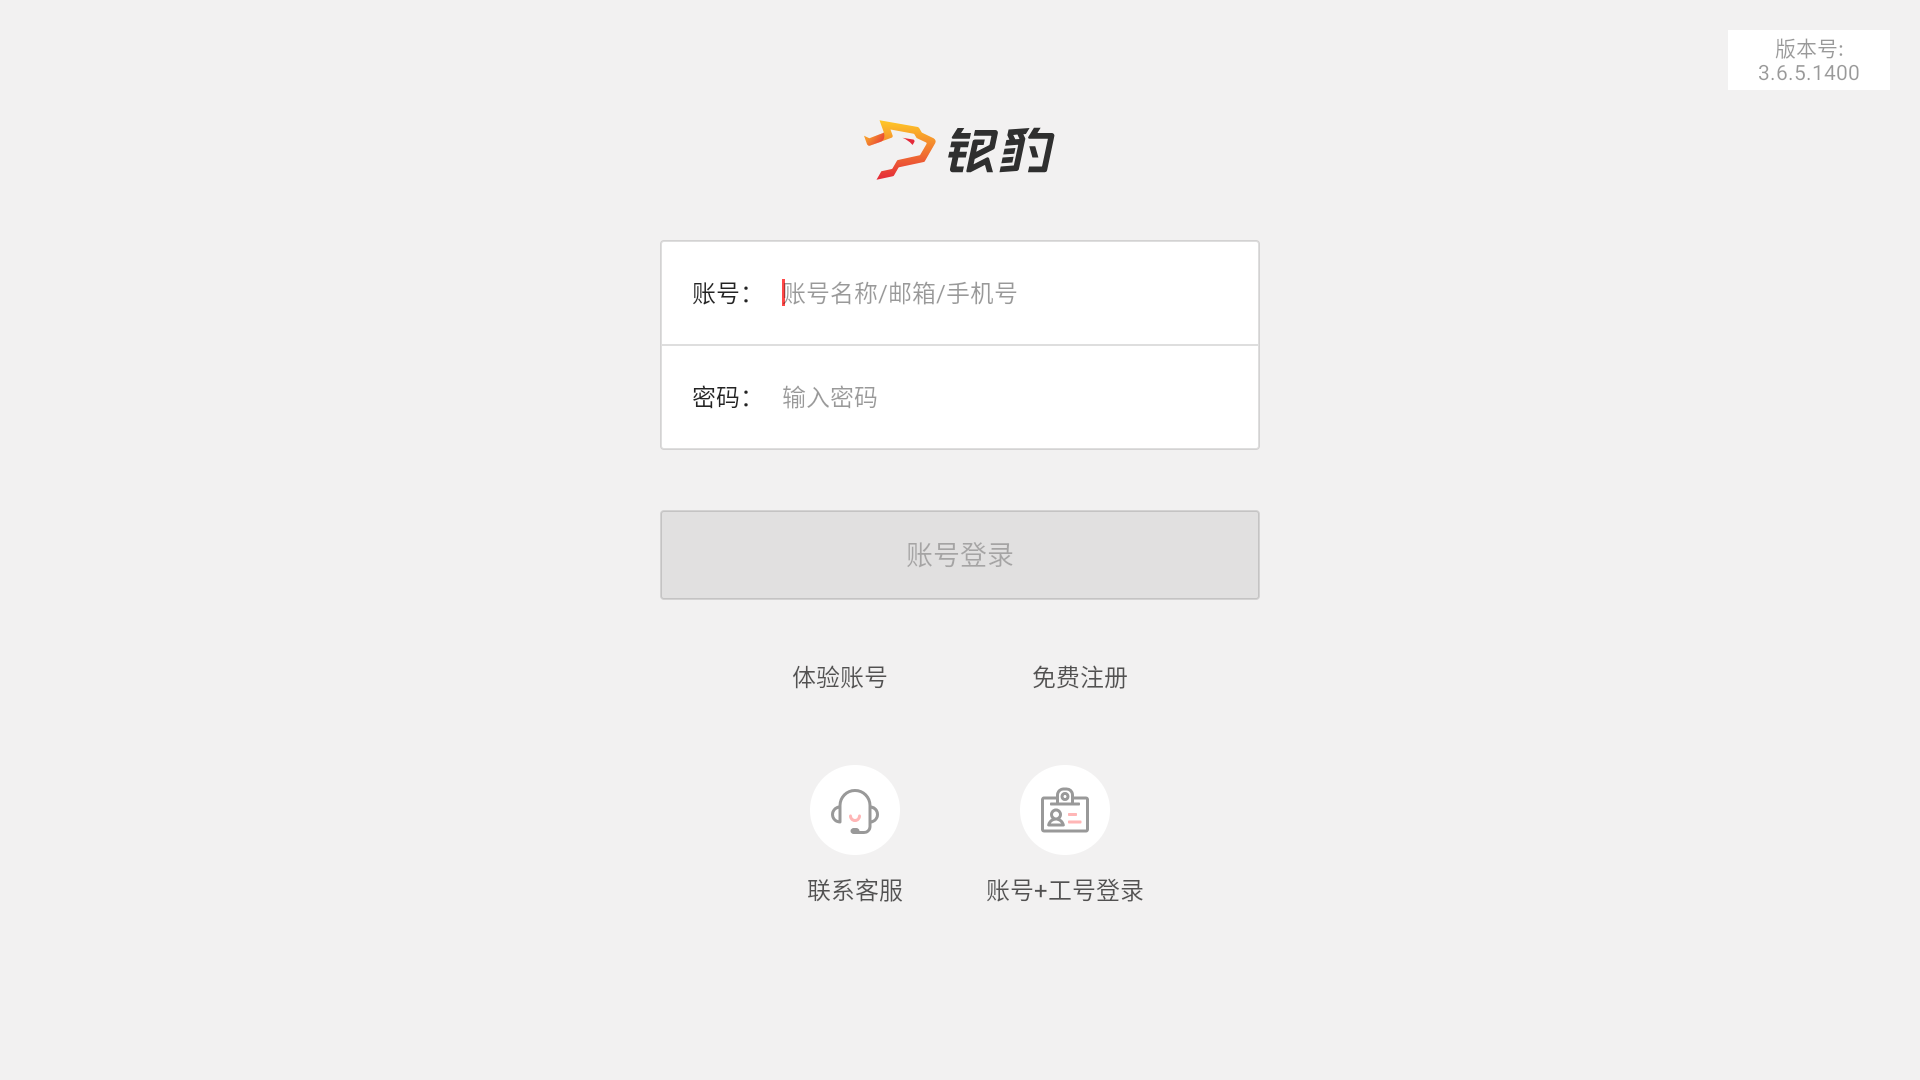 版本号:
3.6.5.1400
银豹
账号： 账号名称/邮箱/手机号
密码： 输入密码
账号登录
体验账号 免费注册
联系客服 账号+工号登录